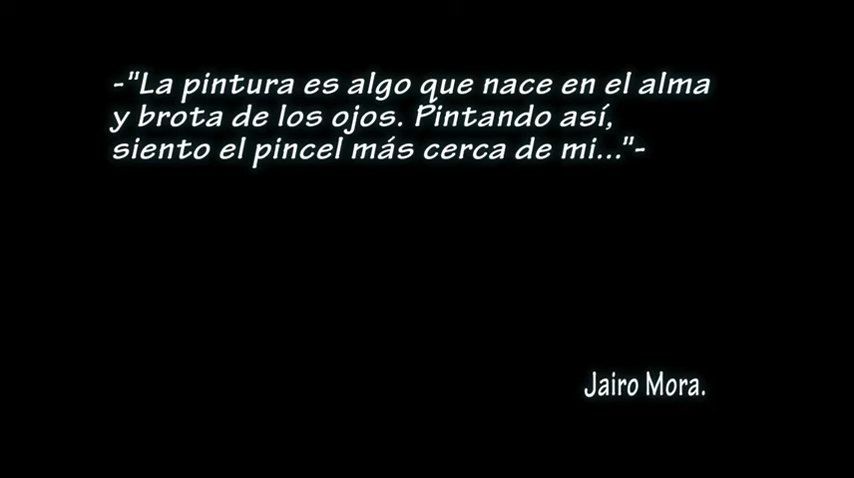 -"La pintura es algo que nace en el alma
y brota de los ojos. Pintando así,
siento el pincel más cerca de mi..."-
Jairo Mora.